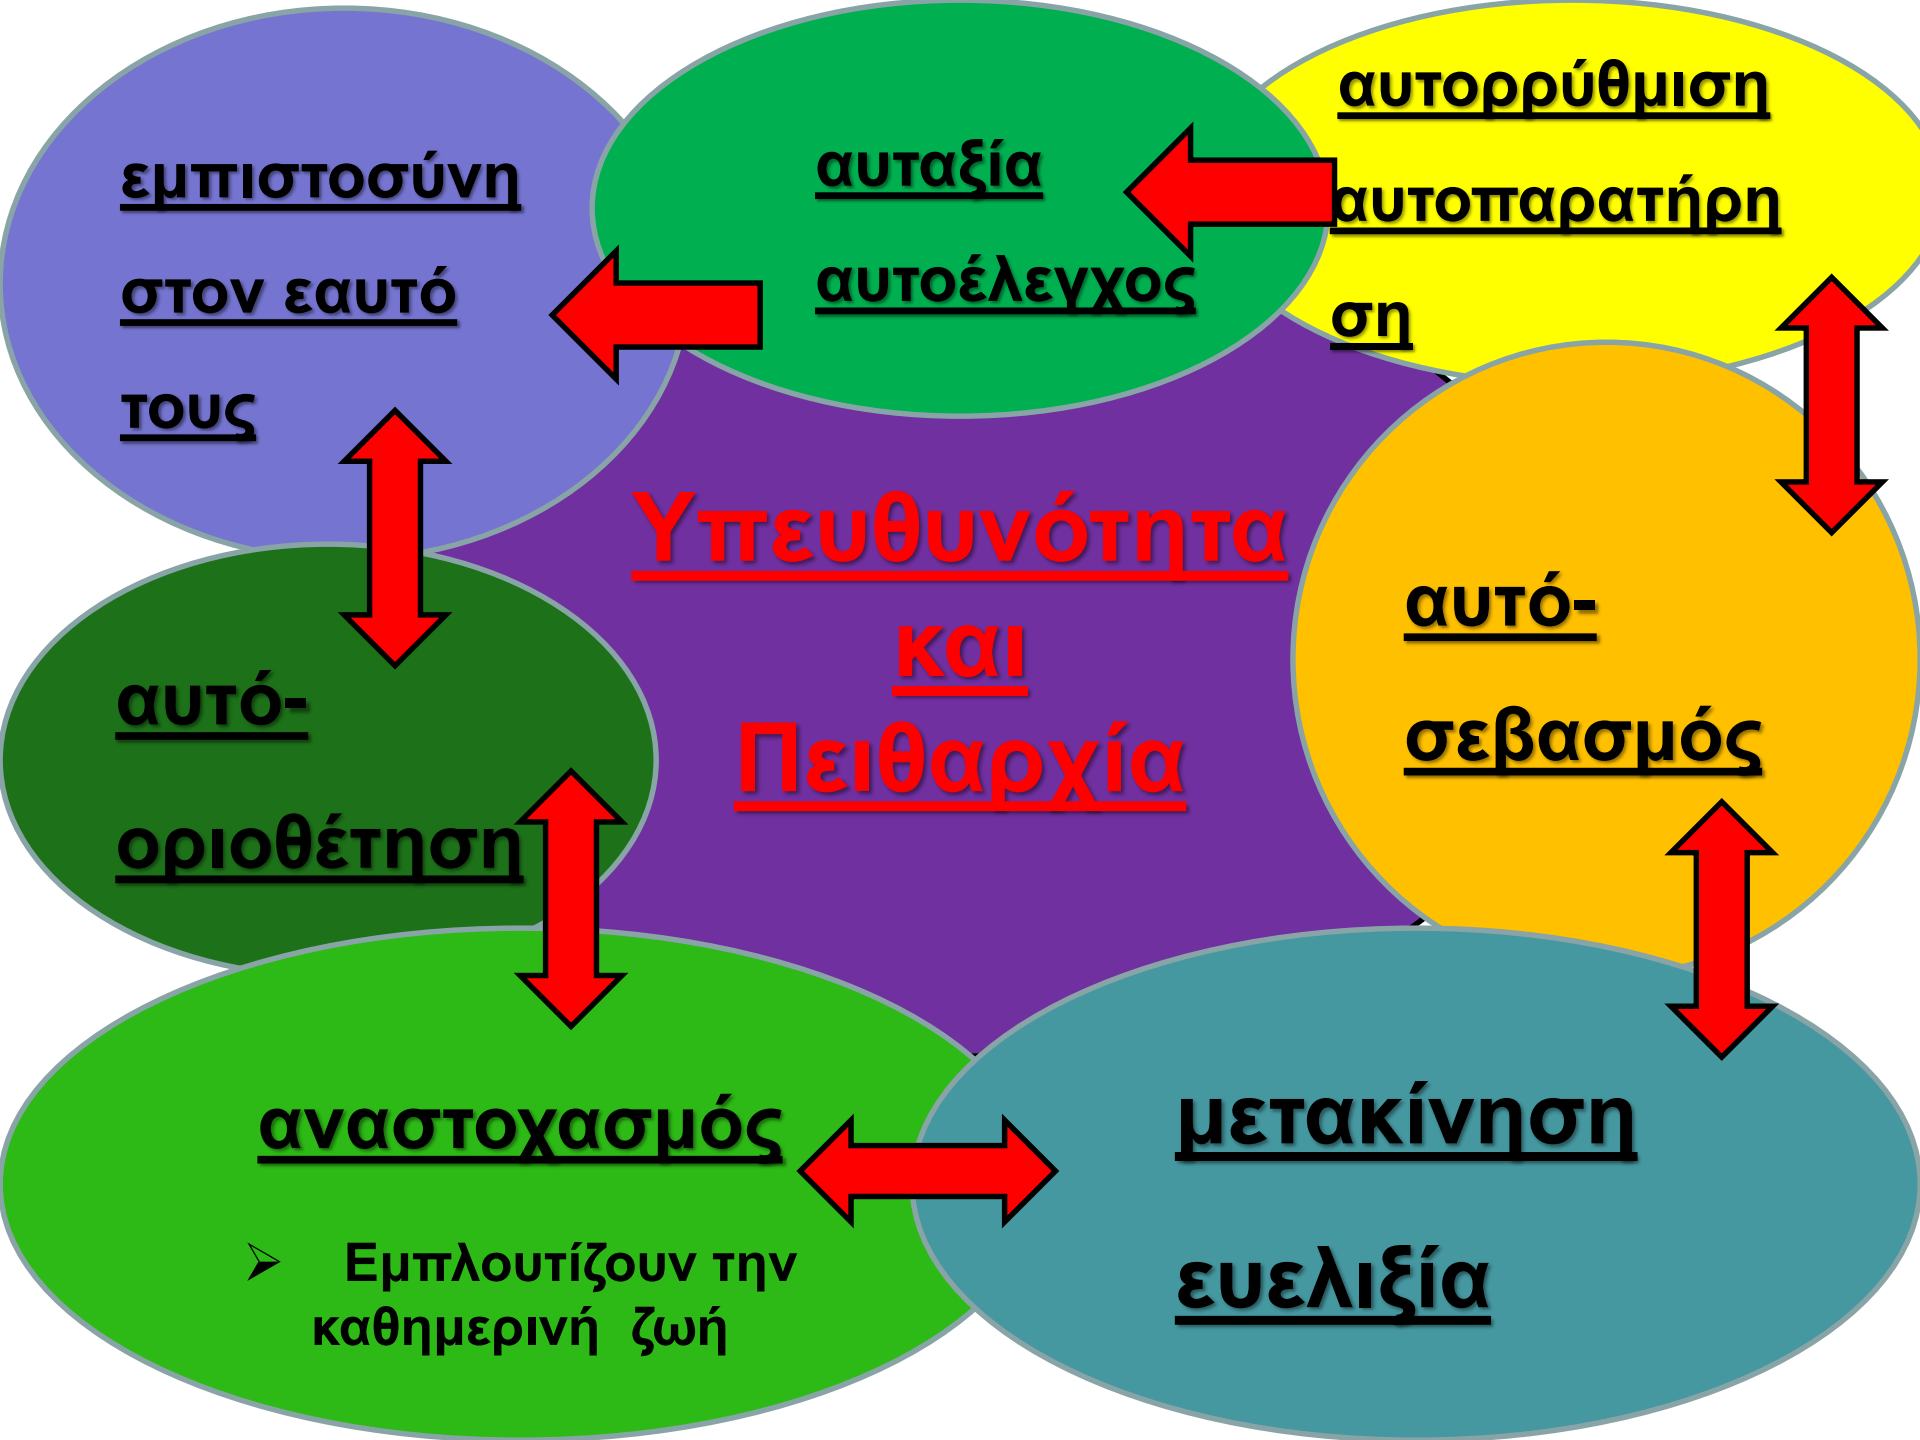 εμπιστοσύνη
στον εαυτό
τους
αυταξία
αυτοέλεγχος
αυτορρύθμιση
αυτοπαρατήρη
ση
Υπευθυνότητα
και
Πειθαρχία
αυτό-
σεβασμός
αυτό-
οριοθέτηση
αναστοχασμός
➢ Εμπλουτίζουν την
καθημερινή ζωή
μετακίνηση
ευελιξία